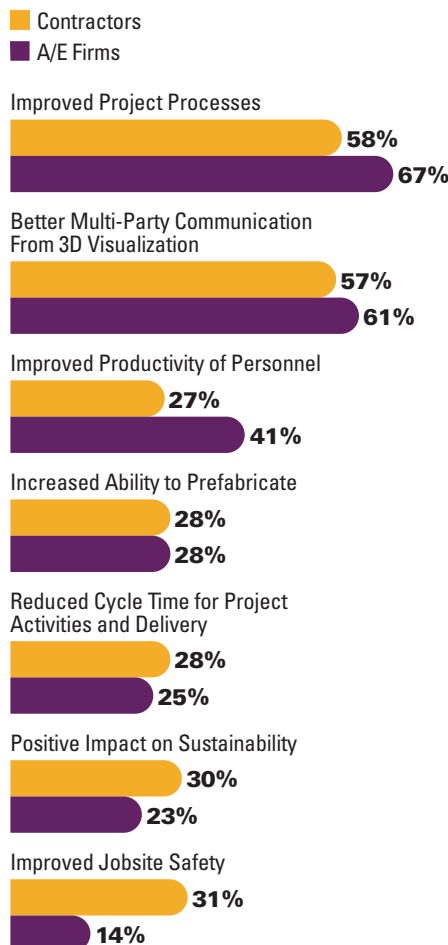 Contractors
A/E Firms
Improved Project Processes
58%
67%
Better Multi-Party Communication
From 3D Visualization
57%
61%
Improved Productivity of Personnel
27%
41%
Increased Ability to Prefabricate
28%
28%
Reduced Cycle Time for Project
Activities and Delivery
28%
25%
Positive Impact on Sustainability
30%
23%
Improved Jobsite Safety
31%
14%